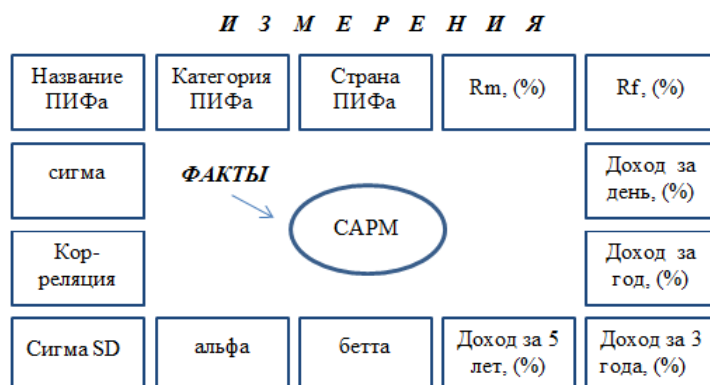 И З М Е Р Е Н И Я
Название
ПИФа
Категория
ПИФа
Страна
ПИФа
Rm, (%)
Rf, (%)
сигма
ФАКТЫ
Доход за
день, (%)
CAPM
Кор-
реляция
Доход за
год, (%)
Сигма SD
альфа
бетта
Доход за 5
лет, (%)
Доход за 3
года, (%)